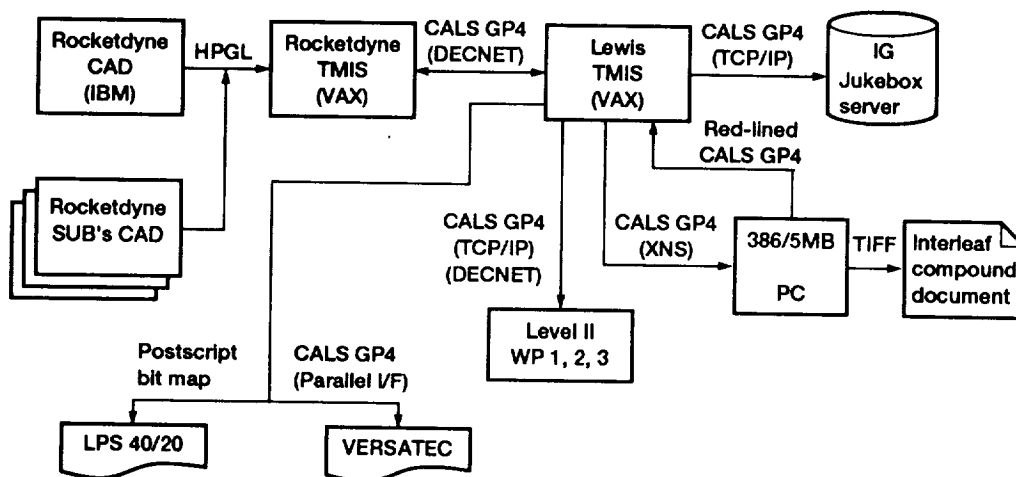 Rocketdyne
CAD
(IBM)
HPGL
Rocketdyne
TMIS
(VAX)
CALS GP4
(DECNET)
Lewis
TMIS
(VAX)
CALS GP4
(TCP/IP)
IG
Jukebox
server
Red-lined
CALS GP4
Rocketdyne
SUB's CAD
CALS GP4
(TCP/IP)
(DECNET)
CALS GP4
(XNS)
386/5MB
PC
TIFF
Interleaf
compound
document
Level II
WP 1, 2, 3
Postscript
bit map
CALS GP4
(Parallel I/F)
LPS 40/20
VERSATEC